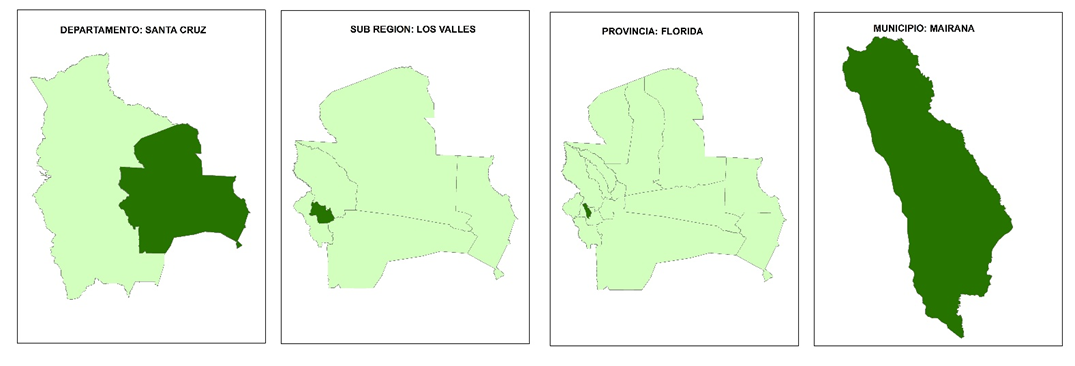 DEPARTAMENTO: SANTA CRUZ
SUB REGION: LOS VALLES
PROVINCIA: FLORIDA
MUNICIPIO: MAIRANA